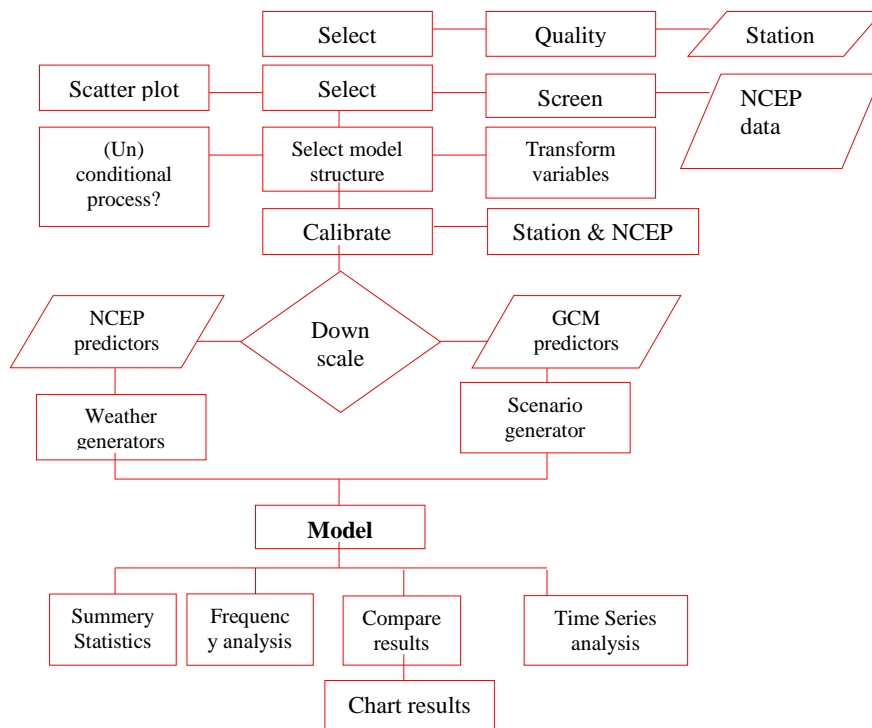 Select
Quality
Station
Scatter plot
Select
Screen
NCEP
data
(Un)
conditional
process?
Select model
structure
Transform
variables
Calibrate
Station & NCEP
NCEP
predictors
Down
scale
GCM
predictors
Weather
generators
Scenario
generator
Model
Summery
Statistics
Frequenc
y analysis
Compare
results
Time Series
analysis
Chart results